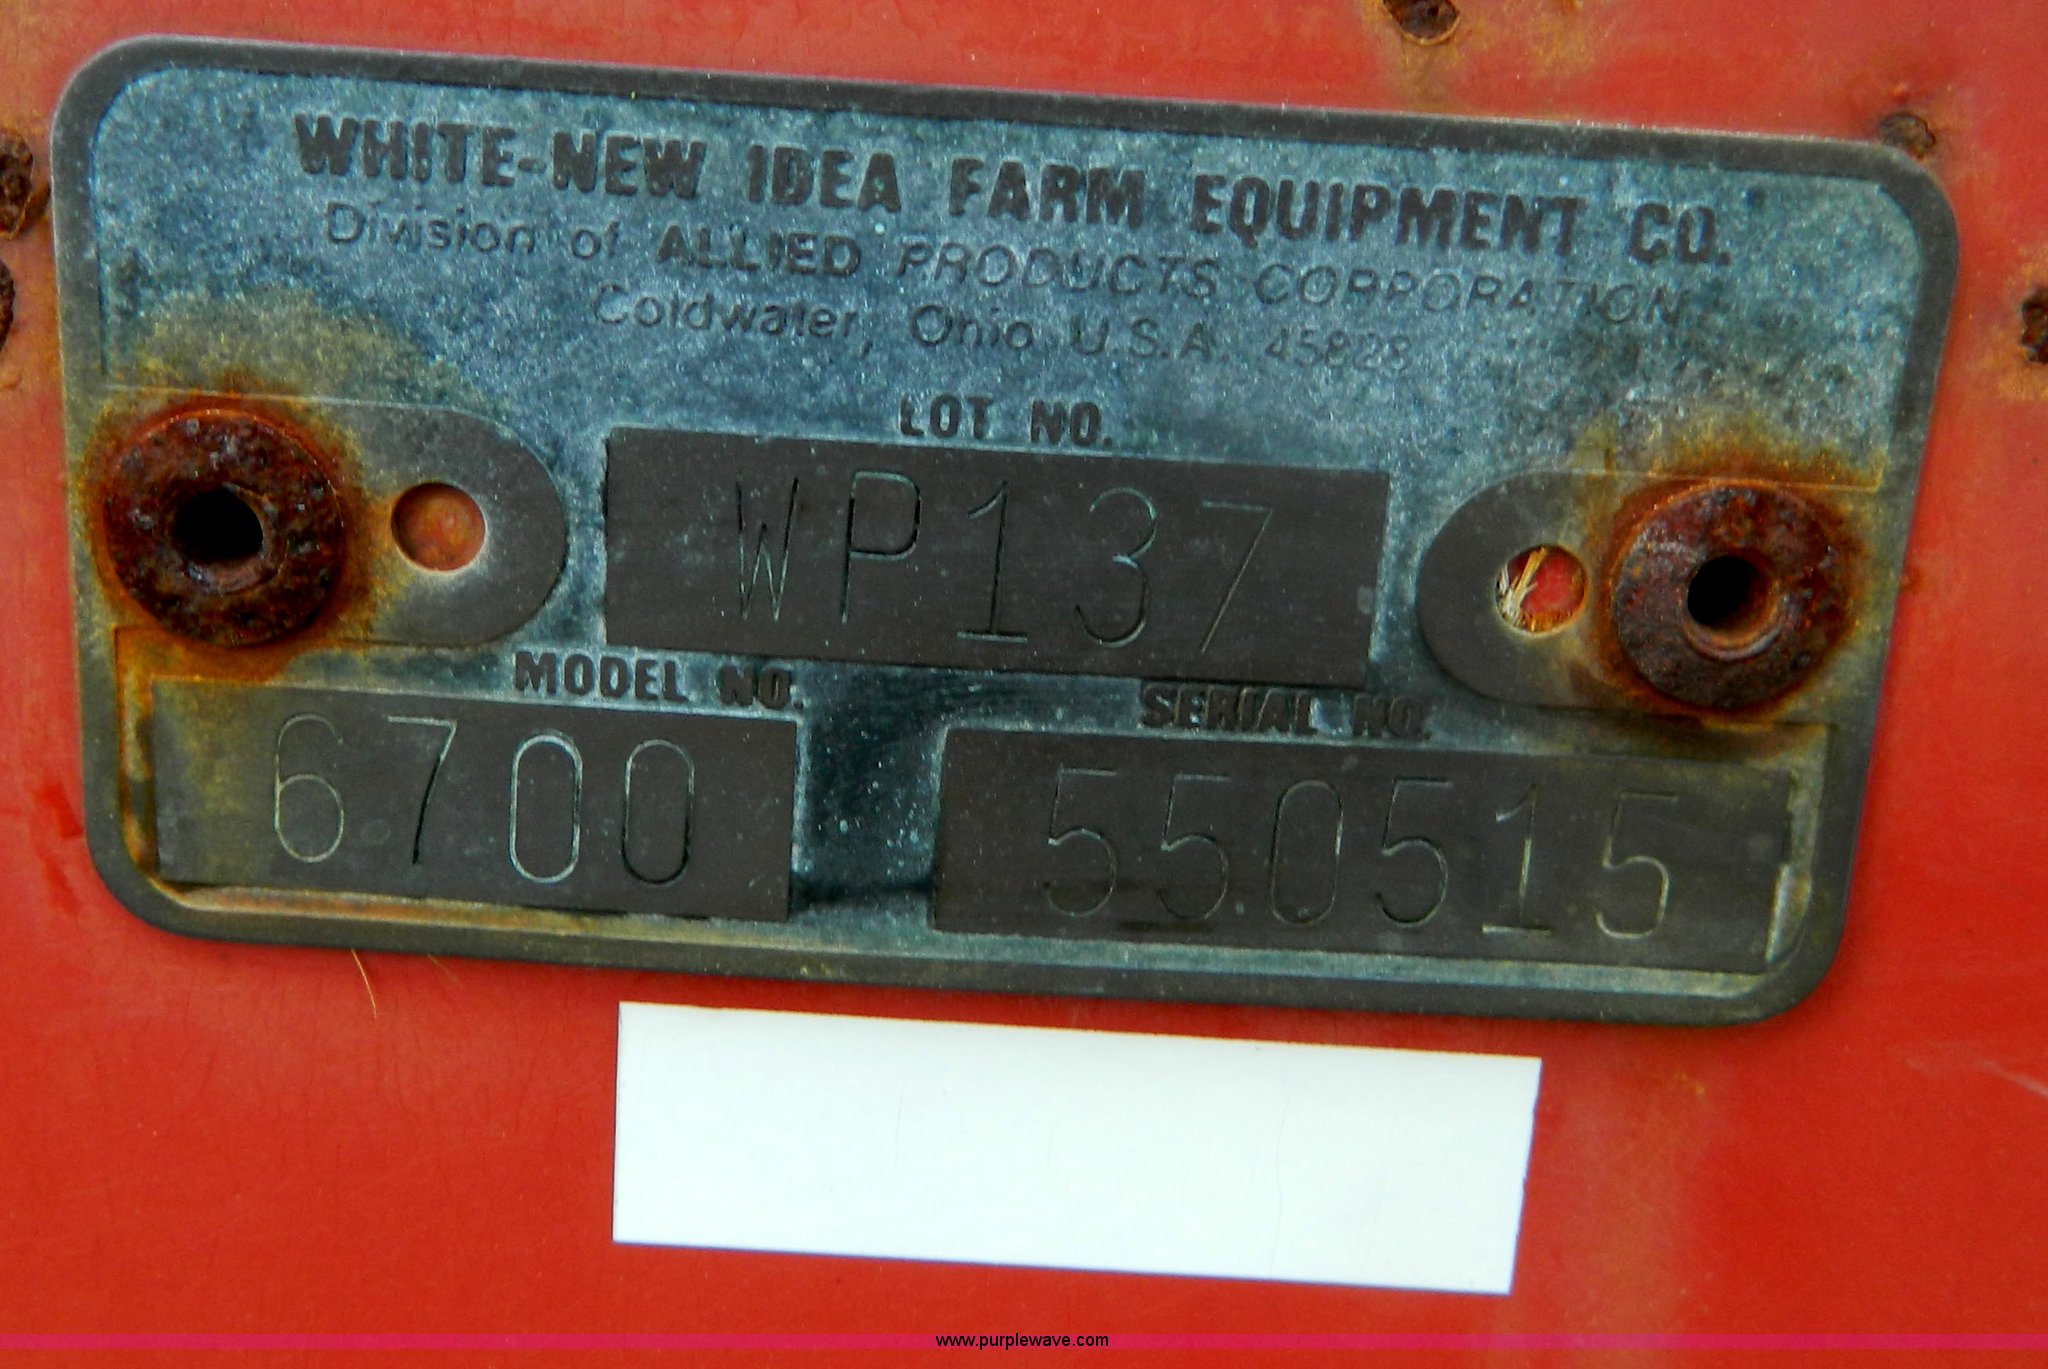 WHITE-NEW IDEA FARM EQUIPMENT CO.
Division of ALLIED PRODUCTS CORPORATION
Coldwater, Ohio U.S.A. 45828
LOT NO.
WP137
MODEL NO. SERIAL NO.
6700 550515
www.purplewave.com